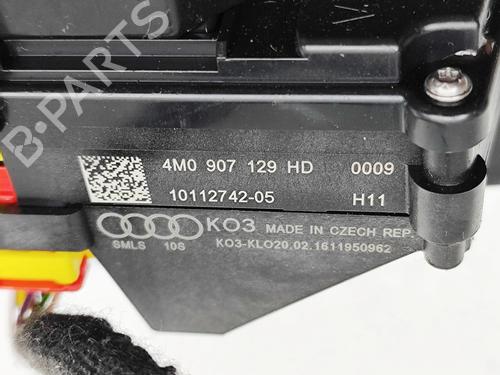 B-PARTS
4M0 907 129 HD 0009
10112742-05 H11
KO3 MADE IN CZECH REP.
SMLS 10S KO3-KLO20.02.1611950962